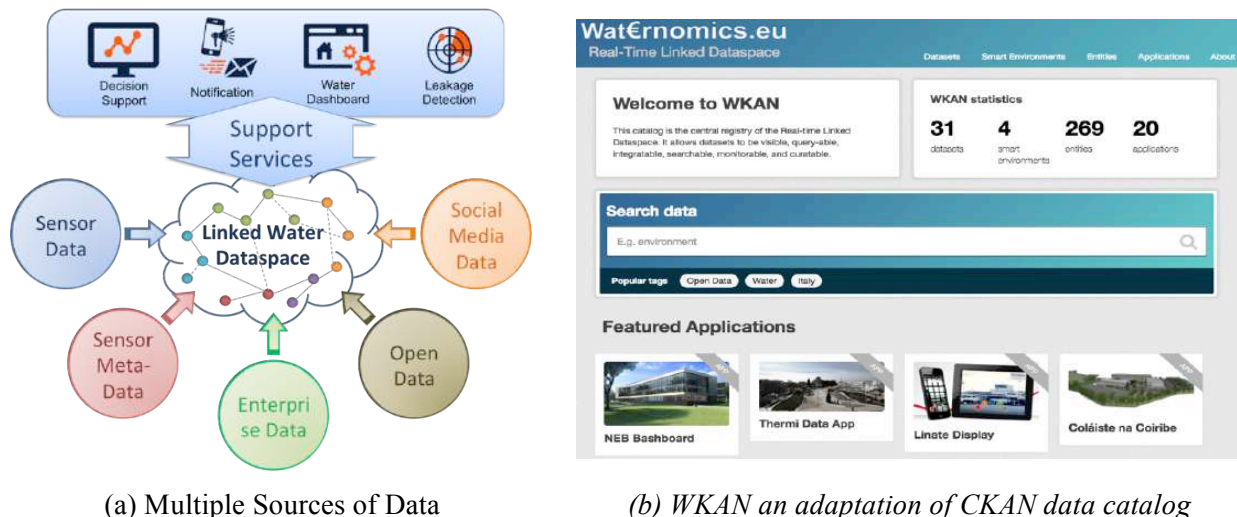 Decision
Support
Notification
Water
Dashboard
Leakage
Detection
Support
Services
Sensor
Data
Linked Water
Dataspace
Social
Media
Data
Sensor
Meta-
Data
Enterpri
se Data
Open
Data
(a) Multiple Sources of Data
Wat€rnomics.eu
Real-Time Linked Dataspace
Datasets Smart Environments Entities Applications About
Welcome to WKAN
This catalog is the central registry of the Real-time Linked
Dataspace. It allows datasets to be visible, query-able,
integratable, searchable, monitorable, and curatable.
WKAN statistics
31 4 269 20
datasets smart entities applications
environments
Search data
E.g. environment
Popular tags Open Data Water Italy
Featured Applications
APP
NEB Bashboard
APP
Thermi Data App
APP
Linate Display
APP
Coláiste na Coiribe
(b) WKAN an adaptation of CKAN data catalog